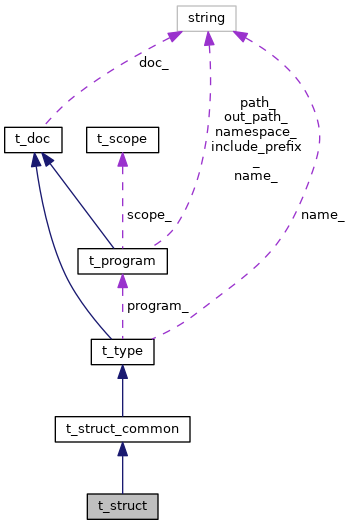 string
doc_
path_
out_path_
namespace_
include_prefix
_
name_
t_doc
t_scope
scope_
name_
t_program
program_
t_type
t_struct_common
t_struct